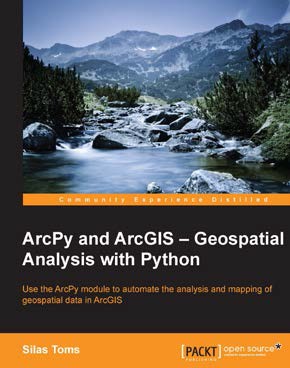 Community Experience Distilled
ArcPy and ArcGIS – Geospatial
Analysis with Python
Use the ArcPy module to automate the analysis and mapping of
geospatial data in ArcGIS
Silas Toms
[PACKT] open source*
PUBLISHING